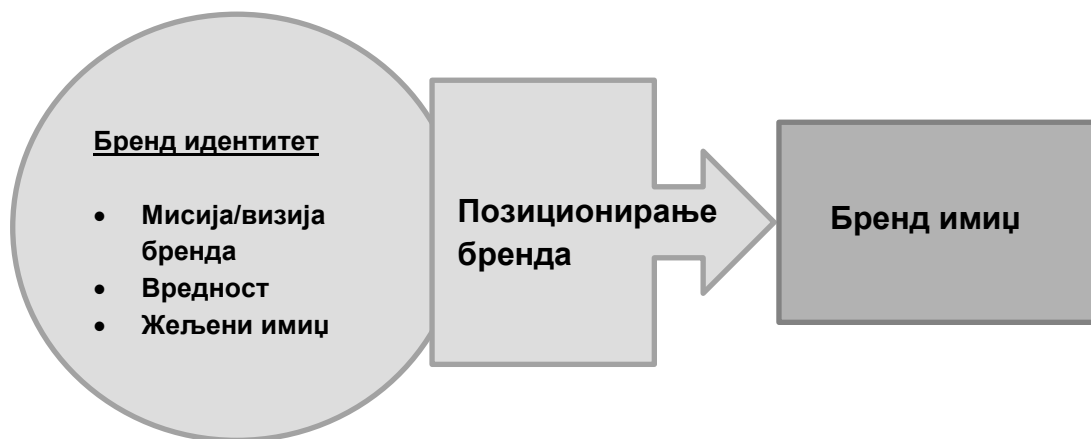 Бренд идентитет
• Мисија/визија
бренда
• Вредност
• Жељени имиџ
Позиционирање
бренда
Бренд имиџ